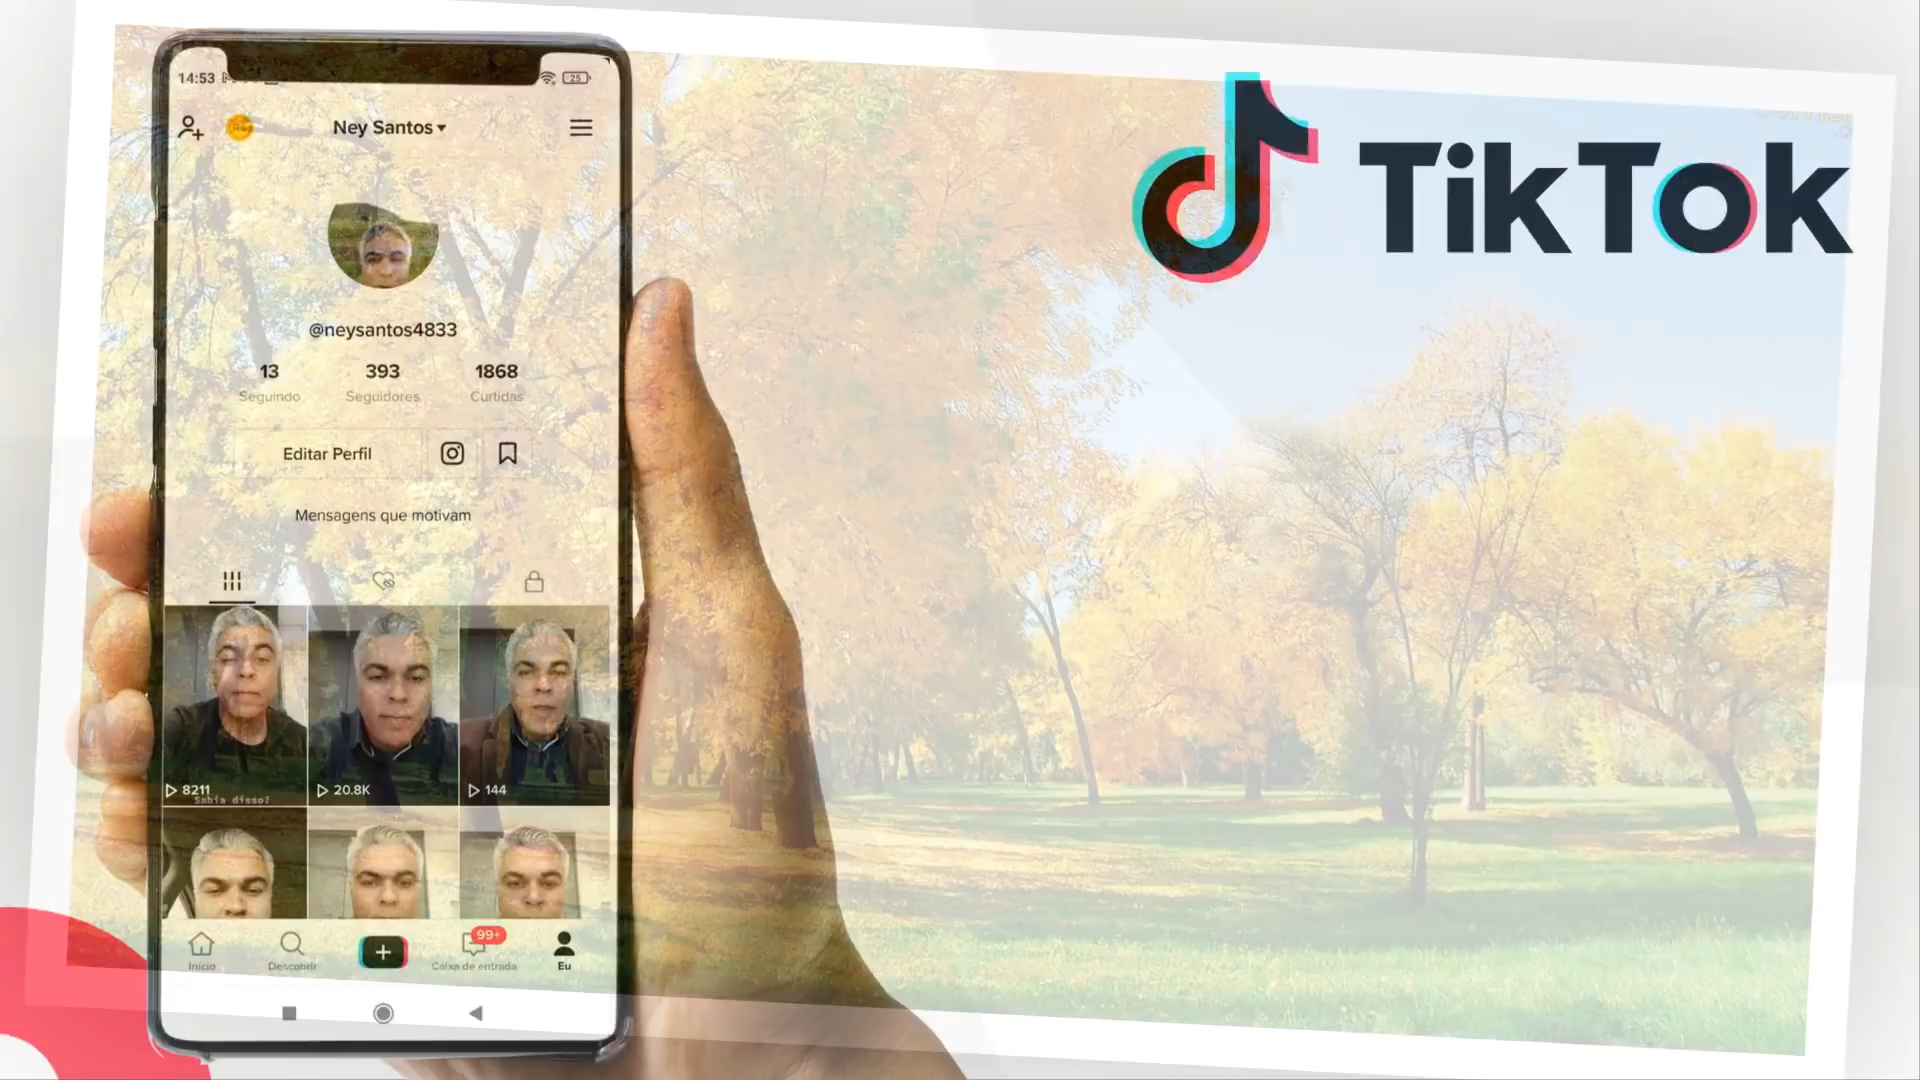 14:53
25
Ney Santos
@neysantos4833
13 393 1868
Seguindo Seguidores Curtidas
Editar Perfil
Mensagens que motivam
8211 20.8K 144
Sabia disso?
Início Descobrir Caixa de entrada 99+ Eu
TikTok